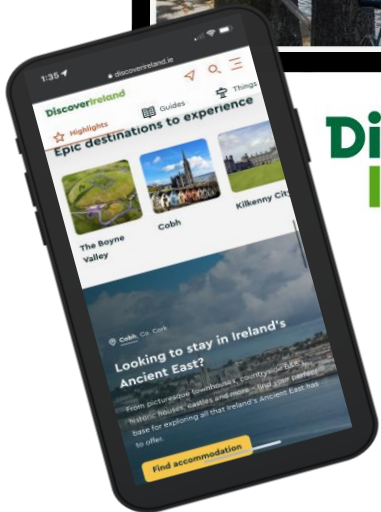 1:35
discoverireland.ie
DiscoverIreland
Highlights
Guides
Things
Epic destinations to experience
The Boyne
Valley
Cobh
Kilkenny City
Di
I
Cobh, Co. Cork
Looking to stay in Ireland's
Ancient East?
From picturesque townhouses, countryside B&Bs,
historic houses, castles and more – find your perfect
base for exploring all that Ireland's Ancient East has
to offer.
Find accommodation